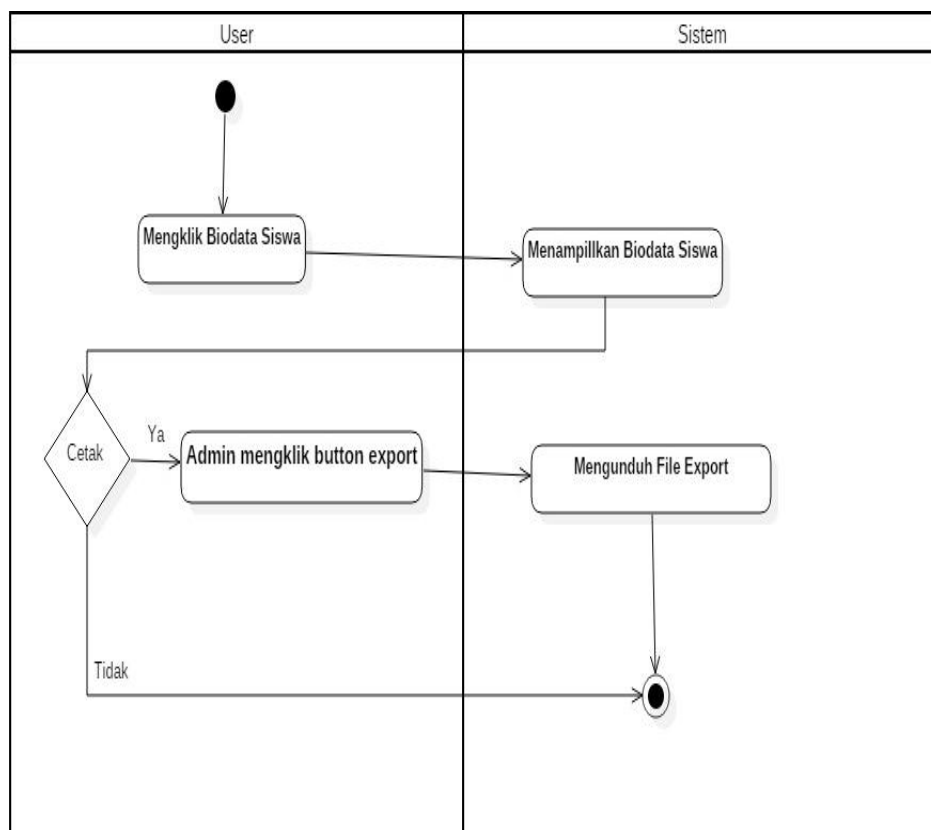 User
Sistem
Mengklik Biodata Siswa
Menampillkan Biodata Siswa
Cetak
Ya
Admin mengklik button export
Mengunduh File Export
Tidak